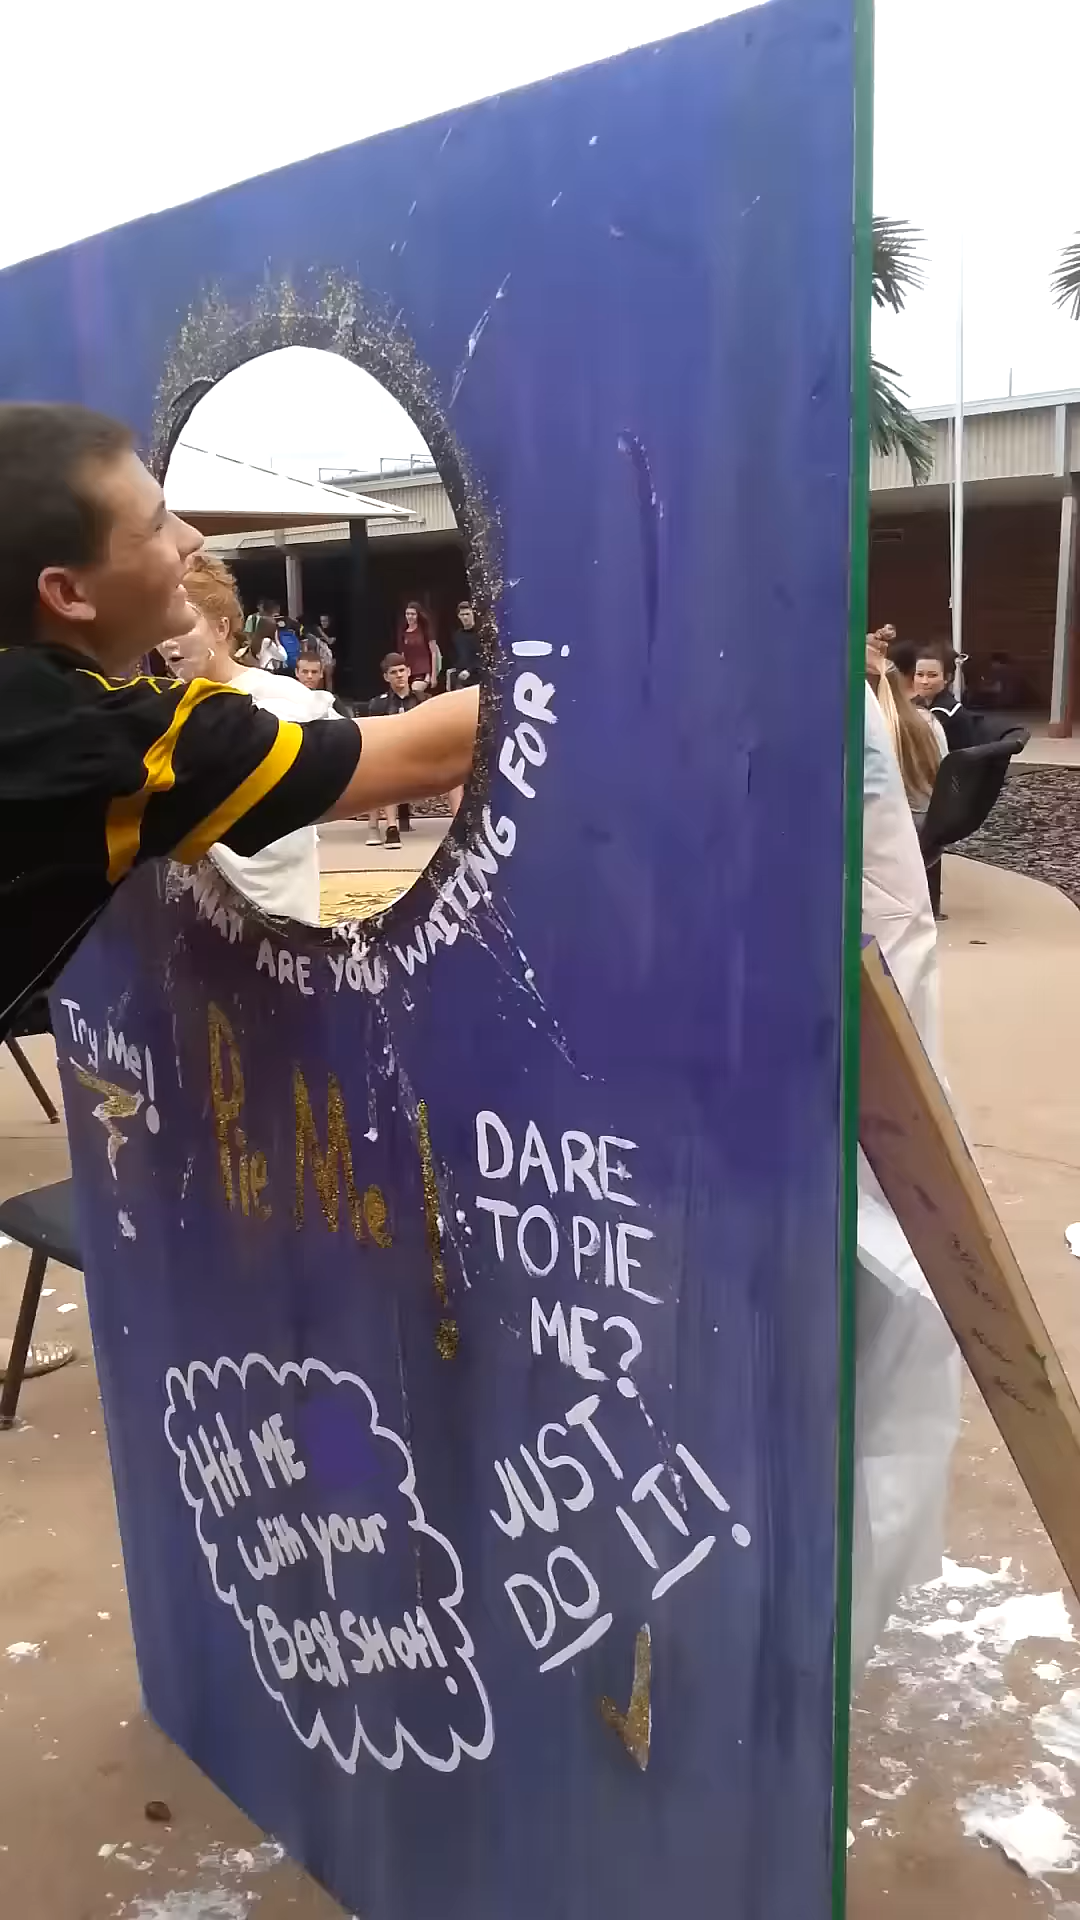 WHAT ARE YOU WAITING FOR!
Try Me!
Pie Me!
DARE
TO PIE
ME?
JUST
DO IT!
Hit ME
with your
Best SHOt!